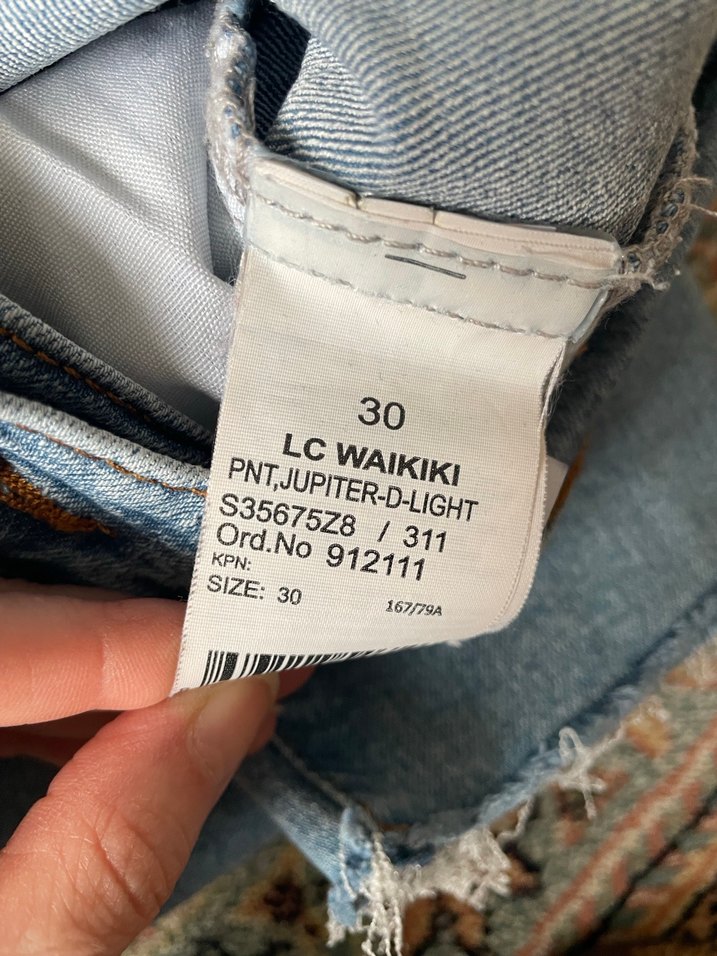 30
LC WAIKIKI
PNT,JUPITER-D-LIGHT
S35675Z8 / 311
Ord.No 912111
KPN:
SIZE: 30 167/79A